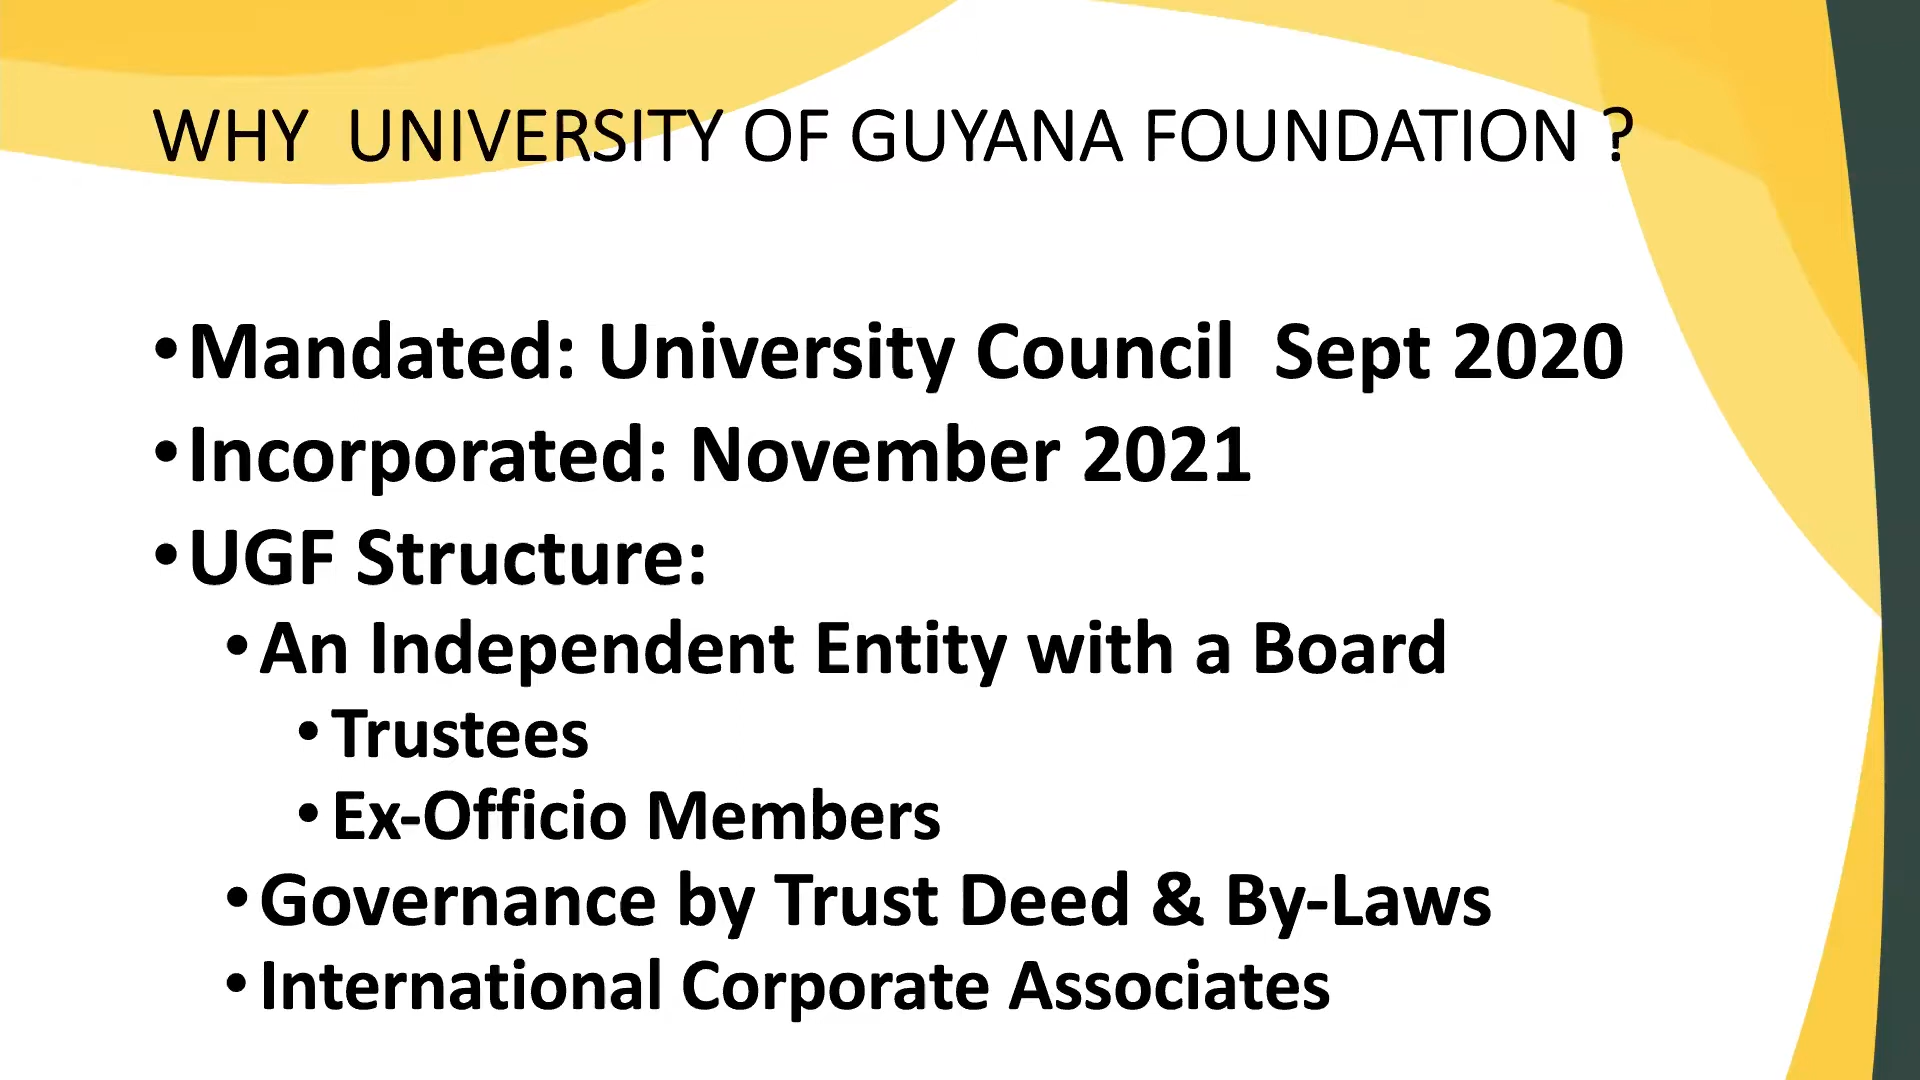 WHY  UNIVERSITY OF GUYANA FOUNDATION ?
•Mandated: University Council  Sept 2020
•Incorporated: November 2021
•UGF Structure:
•An Independent Entity with a Board
•Trustees
•Ex-Officio Members
•Governance by Trust Deed & By-Laws
•International Corporate Associates